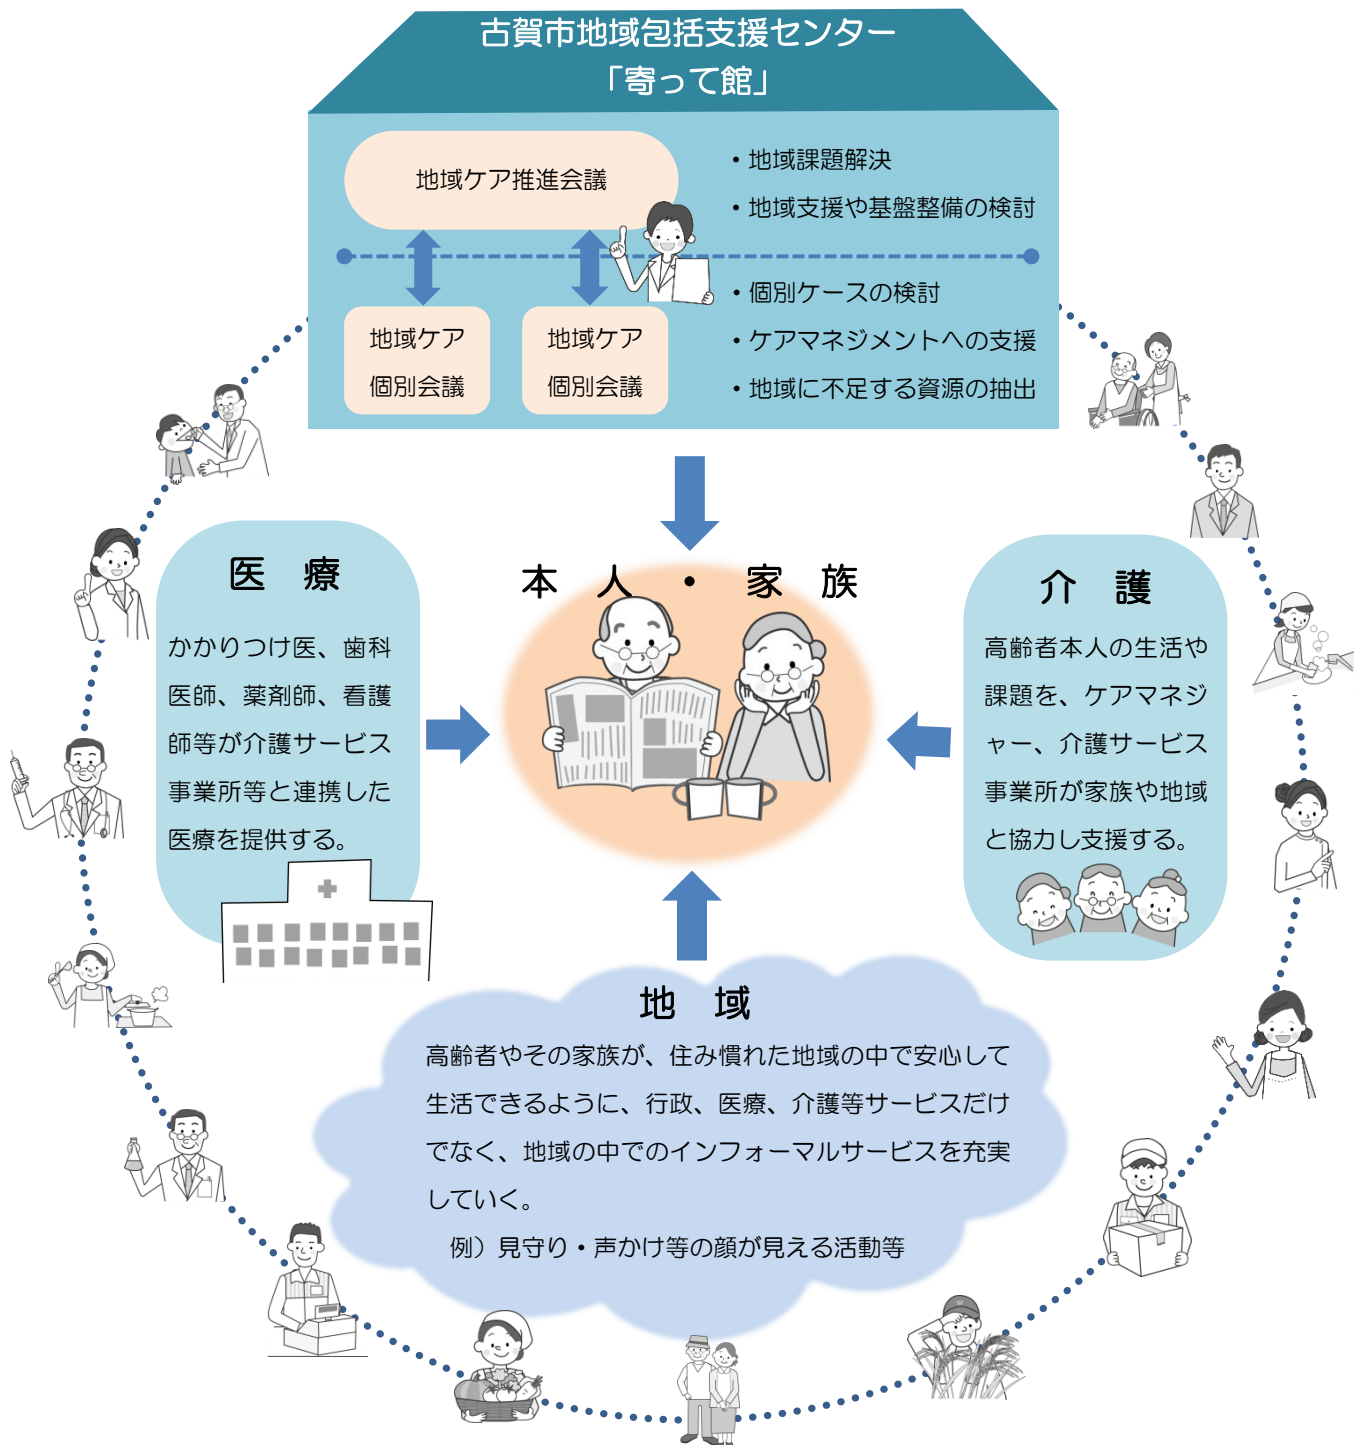 古賀市地域包括支援センター
「寄って館」
地域ケア推進会議
・地域課題解決
・地域支援や基盤整備の検討
地域ケア
個別会議
地域ケア
個別会議
・個別ケースの検討
・ケアマネジメントへの支援
・地域に不足する資源の抽出
医　療
かかりつけ医、歯科
医師、薬剤師、看護
師等が介護サービス
事業所等と連携した
医療を提供する。
本　人　・　家　族
介　護
高齢者本人の生活や
課題を、ケアマネジ
ャー、介護サービス
事業所が家族や地域
と協力し支援する。
地　域
高齢者やその家族が、住み慣れた地域の中で安心して
生活できるように、行政、医療、介護等サービスだけ
でなく、地域の中でのインフォーマルサービスを充実
していく。
例）見守り・声かけ等の顔が見える活動等